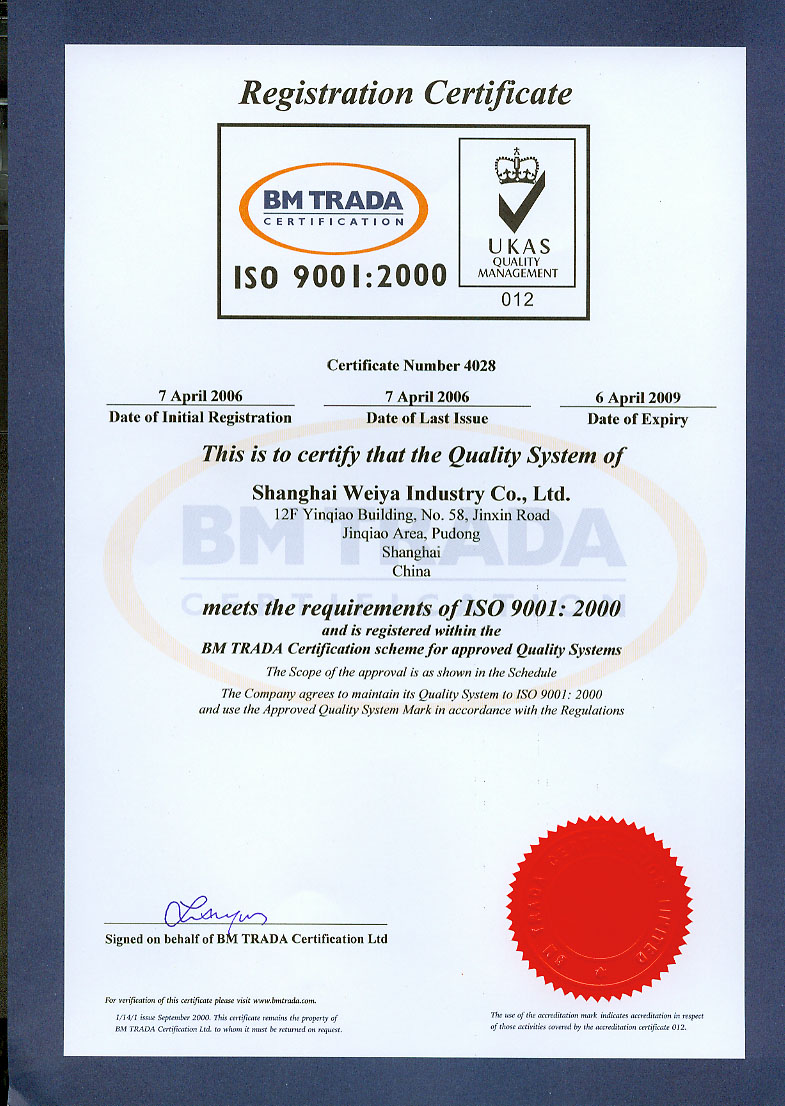 Registration Certificate
BM TRADA
CERTIFICATION
ISO 9001:2000
UKAS
QUALITY
MANAGEMENT
012
Certificate Number 4028
7 April 2006
7 April 2006
6 April 2009
Date of Initial Registration
Date of Last Issue
Date of Expiry
This is to certify that the Quality System of
Shanghai Weiya Industry Co., Ltd.
12F Yinqiao Building, No. 58, Jinxin Road
Jinqiao Area, Pudong
Shanghai
China
BM TRADA
CERTIFICATION
meets the requirements of ISO 9001: 2000
and is registered within the
BM TRADA Certification scheme for approved Quality Systems
The Scope of the approval is as shown in the Schedule
The Company agrees to maintain its Quality System to ISO 9001: 2000
and use the Approved Quality System Mark in accordance with the Regulations
BM TRADA CERTIFICATION LIMITED
Signed on behalf of BM TRADA Certification Ltd
For verification of this certificate please visit www.bmtrada.com.
1/14/1 issue September 2000. This certificate remains the property of
BM TRADA Certification Ltd. to whom it must be returned on request.
The use of the accreditation mark indicates accreditation in respect
of those activities covered by the accreditation certificate 012.